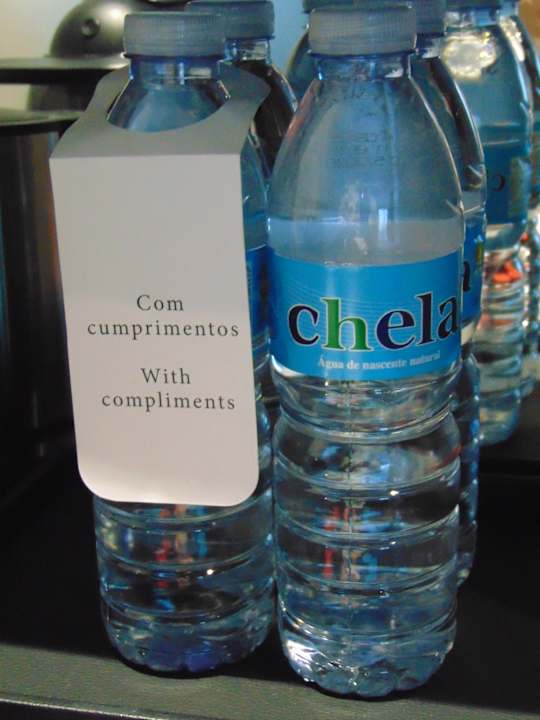 Com
cumprimentos
With
compliments
chela
Água de nascente natural